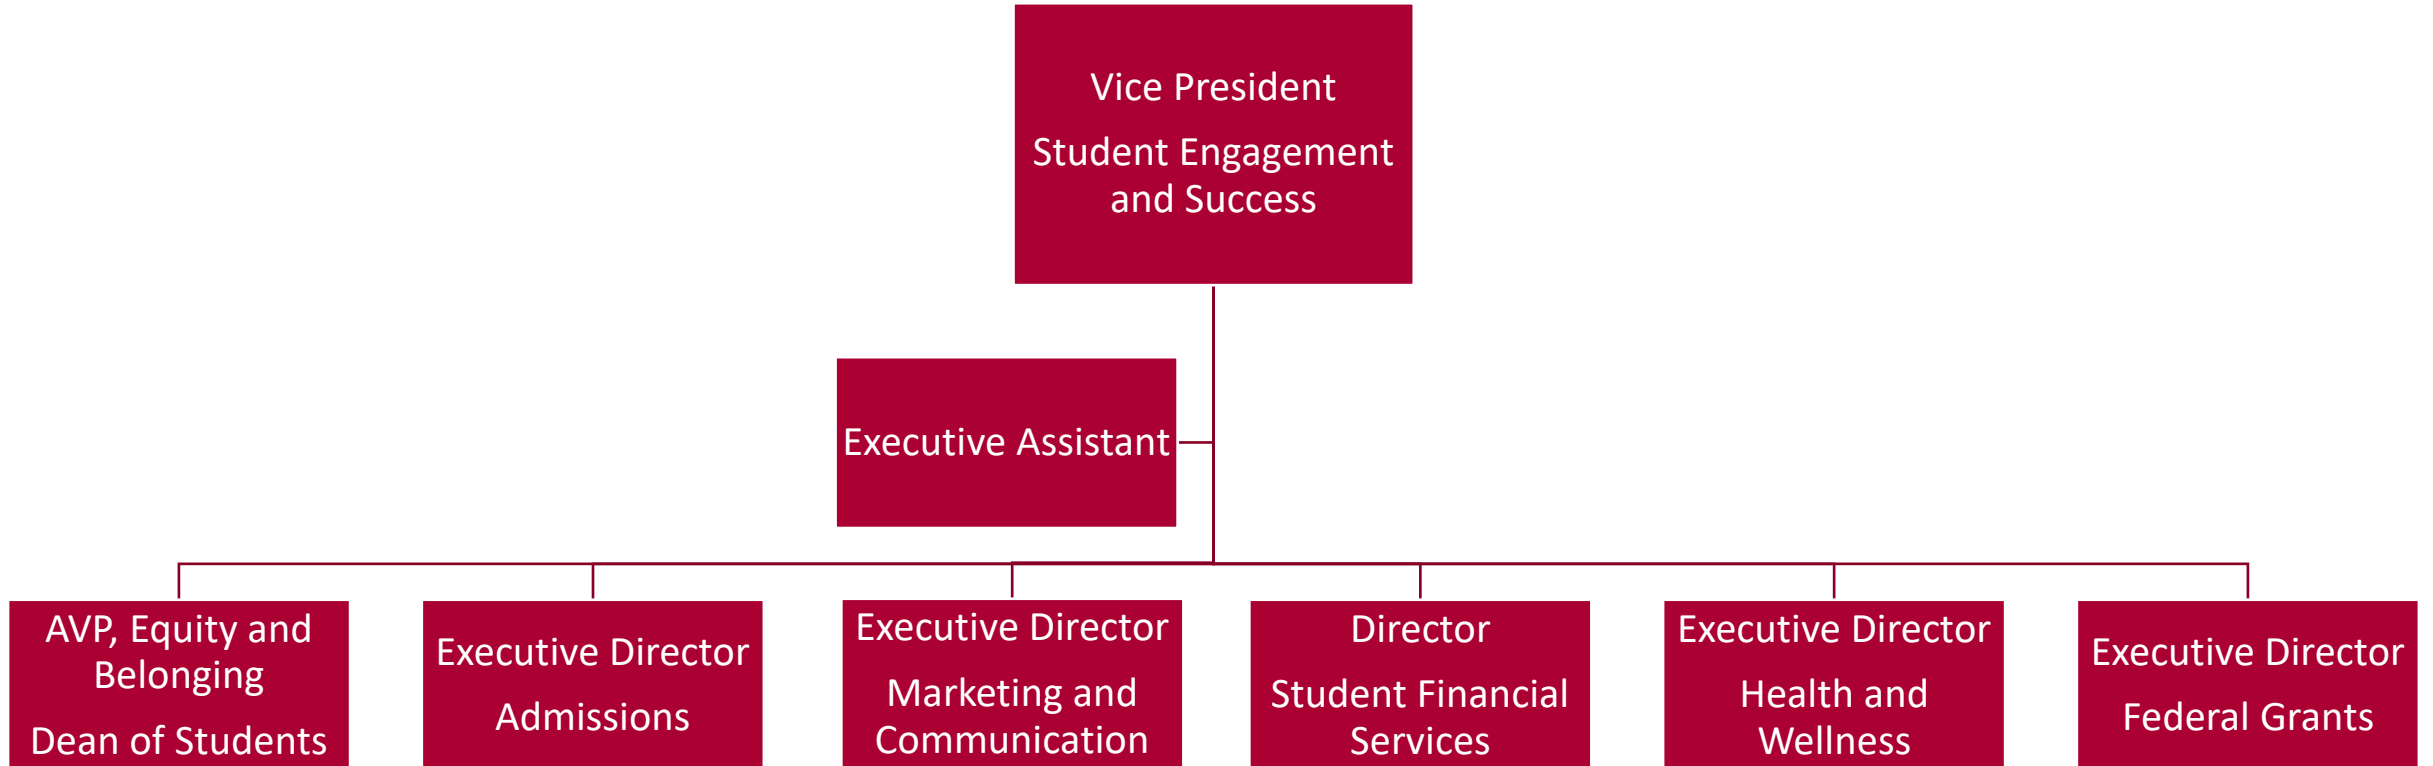 Vice President
Student Engagement
and Success
Executive Assistant
AVP, Equity and
Belonging
Dean of Students
Executive Director
Admissions
Executive Director
Marketing and
Communication
Director
Student Financial
Services
Executive Director
Health and
Wellness
Executive Director
Federal Grants